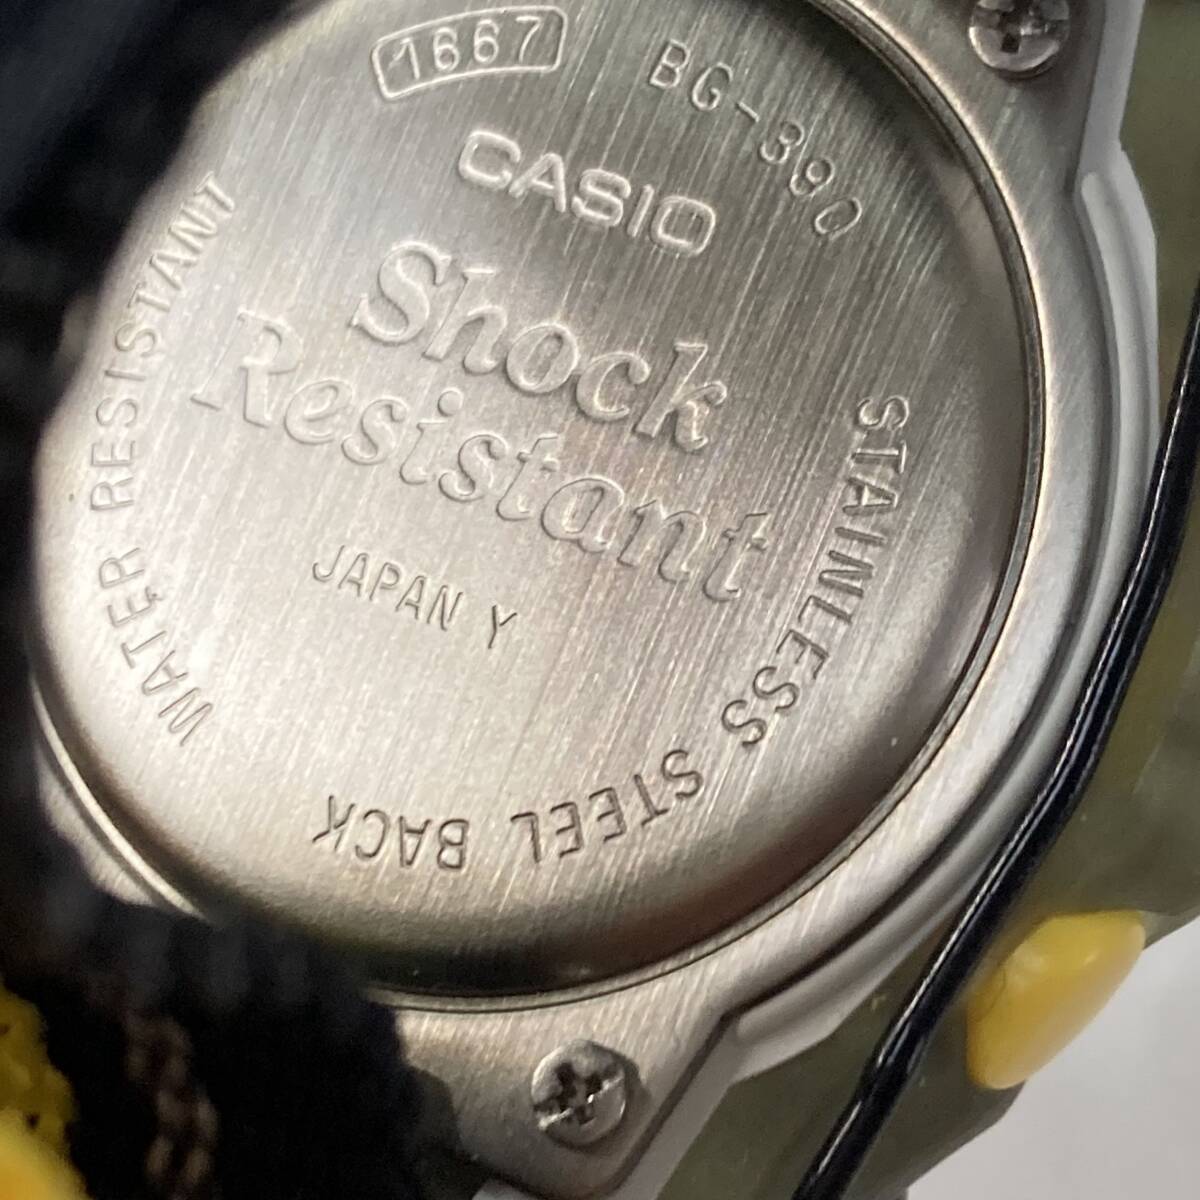 1667
BG-390
CASIO
Shock
Resistant
JAPAN Y
WATER RESISTANT
STAINLESS STEEL BACK